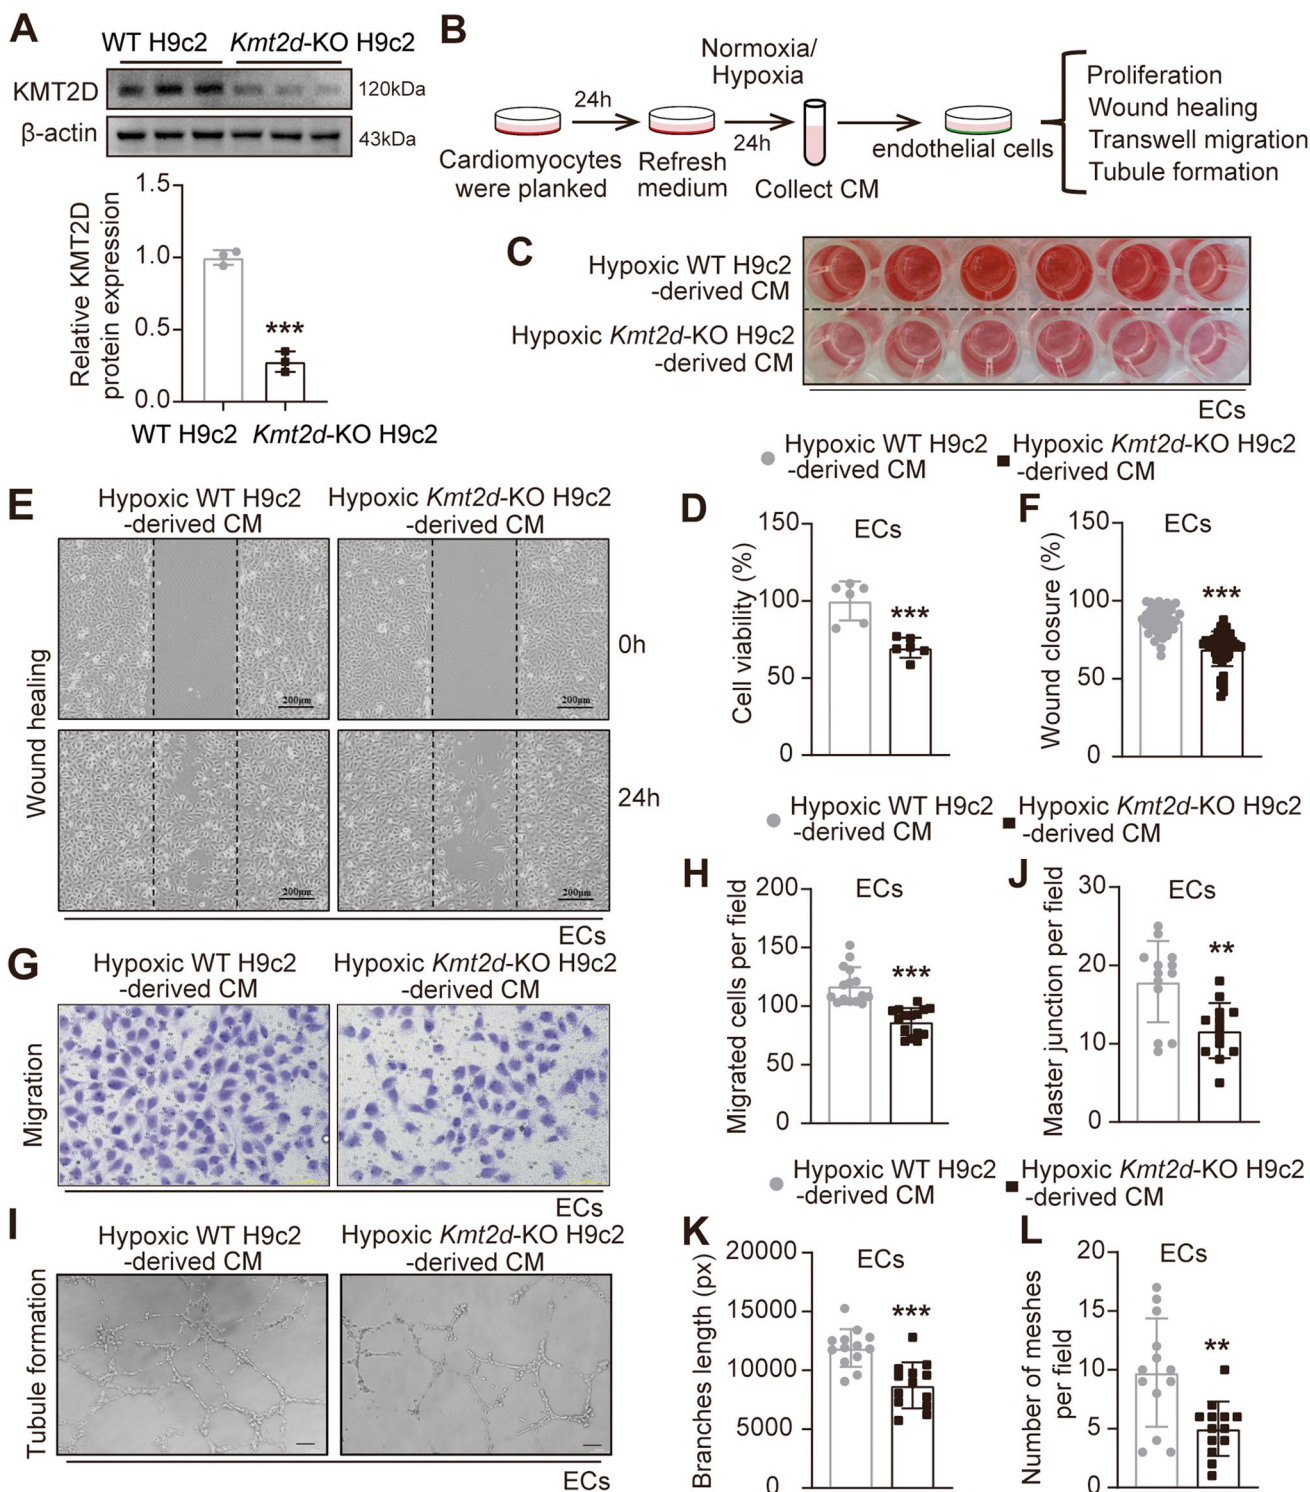 A
WT H9c2 Kmt2d-KO H9c2
KMT2D
120kDa
β-actin
43kDa
Relative KMT2D
protein expression
1.5
1.0
0.5
0.0
***
WT H9c2 Kmt2d-KO H9c2
B
Normoxia/
Hypoxia
24h
24h
Cardiomyocytes
were planked
Refresh
medium
Collect CM
endothelial cells
Proliferation
Wound healing
Transwell migration
Tubule formation
C
Hypoxic WT H9c2
-derived CM
Hypoxic Kmt2d-KO H9c2
-derived CM
ECs
Hypoxic WT H9c2
-derived CM
Hypoxic Kmt2d-KO H9c2
-derived CM
D
ECs
Cell viability (%)
150
100
50
0
***
F
ECs
Wound closure (%)
150
100
50
0
***
E
Hypoxic WT H9c2
-derived CM
Hypoxic Kmt2d-KO H9c2
-derived CM
Wound healing
0h
200μm
200μm
24h
200μm
200μm
ECs
Hypoxic WT H9c2
-derived CM
Hypoxic Kmt2d-KO H9c2
-derived CM
G
Hypoxic WT H9c2
-derived CM
Hypoxic Kmt2d-KO H9c2
-derived CM
Migration
ECs
H
ECs
Migrated cells per field
200
150
100
50
0
***
J
ECs
Master junction per field
30
20
10
0
**
Hypoxic WT H9c2
-derived CM
Hypoxic Kmt2d-KO H9c2
-derived CM
I
Hypoxic WT H9c2
-derived CM
Hypoxic Kmt2d-KO H9c2
-derived CM
Tubule formation
ECs
K
ECs
Branches length (px)
20000
15000
10000
5000
0
***
L
ECs
Number of meshes
per field
20
15
10
5
0
**